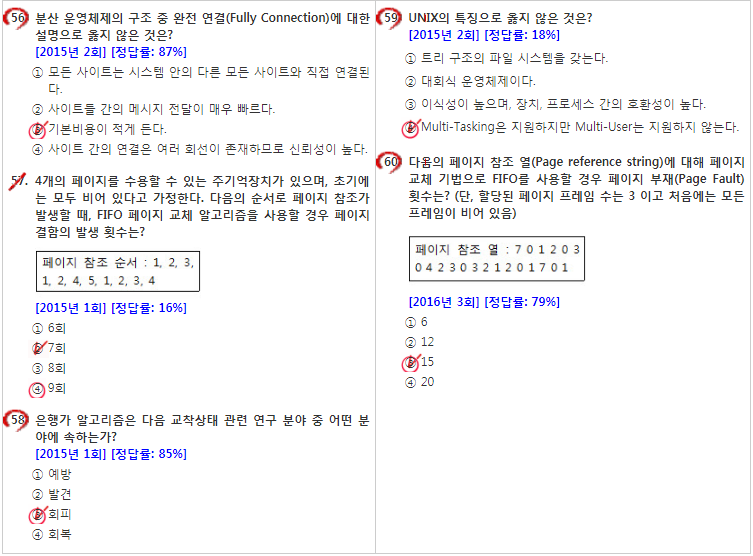 56. 분산 운영체제의 구조 중 완전 연결(Fully Connection)에 대한
설명으로 옳지 않은 것은?
[2015년 2회] [정답률: 87%]
① 모든 사이트는 시스템 안의 다른 모든 사이트와 직접 연결된
다.
② 사이트들 간의 메시지 전달이 매우 빠르다.
③ 기본비용이 적게 든다.
④ 사이트 간의 연결은 여러 회선이 존재하므로 신뢰성이 높다.
57. 4개의 페이지를 수용할 수 있는 주기억장치가 있으며, 초기에
는 모두 비어 있다고 가정한다. 다음의 순서로 페이지 참조가
발생할 때, FIFO 페이지 교체 알고리즘을 사용할 경우 페이지
결함의 발생 횟수는?
페이지 참조 순서 : 1, 2, 3,
1, 2, 4, 5, 1, 2, 3, 4
[2015년 1회] [정답률: 16%]
① 6회
② 7회
③ 8회
④ 9회
58. 은행가 알고리즘은 다음 교착상태 관련 연구 분야 중 어떤 분
야에 속하는가?
[2015년 1회] [정답률: 85%]
① 예방
② 발견
③ 회피
④ 회복
59. UNIX의 특징으로 옳지 않은 것은?
[2015년 2회] [정답률: 18%]
① 트리 구조의 파일 시스템을 갖는다.
② 대회식 운영체제이다.
③ 이식성이 높으며, 장치, 프로세스 간의 호환성이 높다.
④ Multi-Tasking은 지원하지만 Multi-User는 지원하지 않는다.
60. 다음의 페이지 참조 열(Page reference string)에 대해 페이지
교체 기법으로 FIFO를 사용할 경우 페이지 부재(Page Fault)
횟수는? (단, 할당된 페이지 프레임 수는 3 이고 처음에는 모든
프레임이 비어 있음)
페이지 참조 열 : 7 0 1 2 0 3
0 4 2 3 0 3 2 1 2 0 1 7 0 1
[2016년 3회] [정답률: 79%]
① 6
② 12
③ 15
④ 20